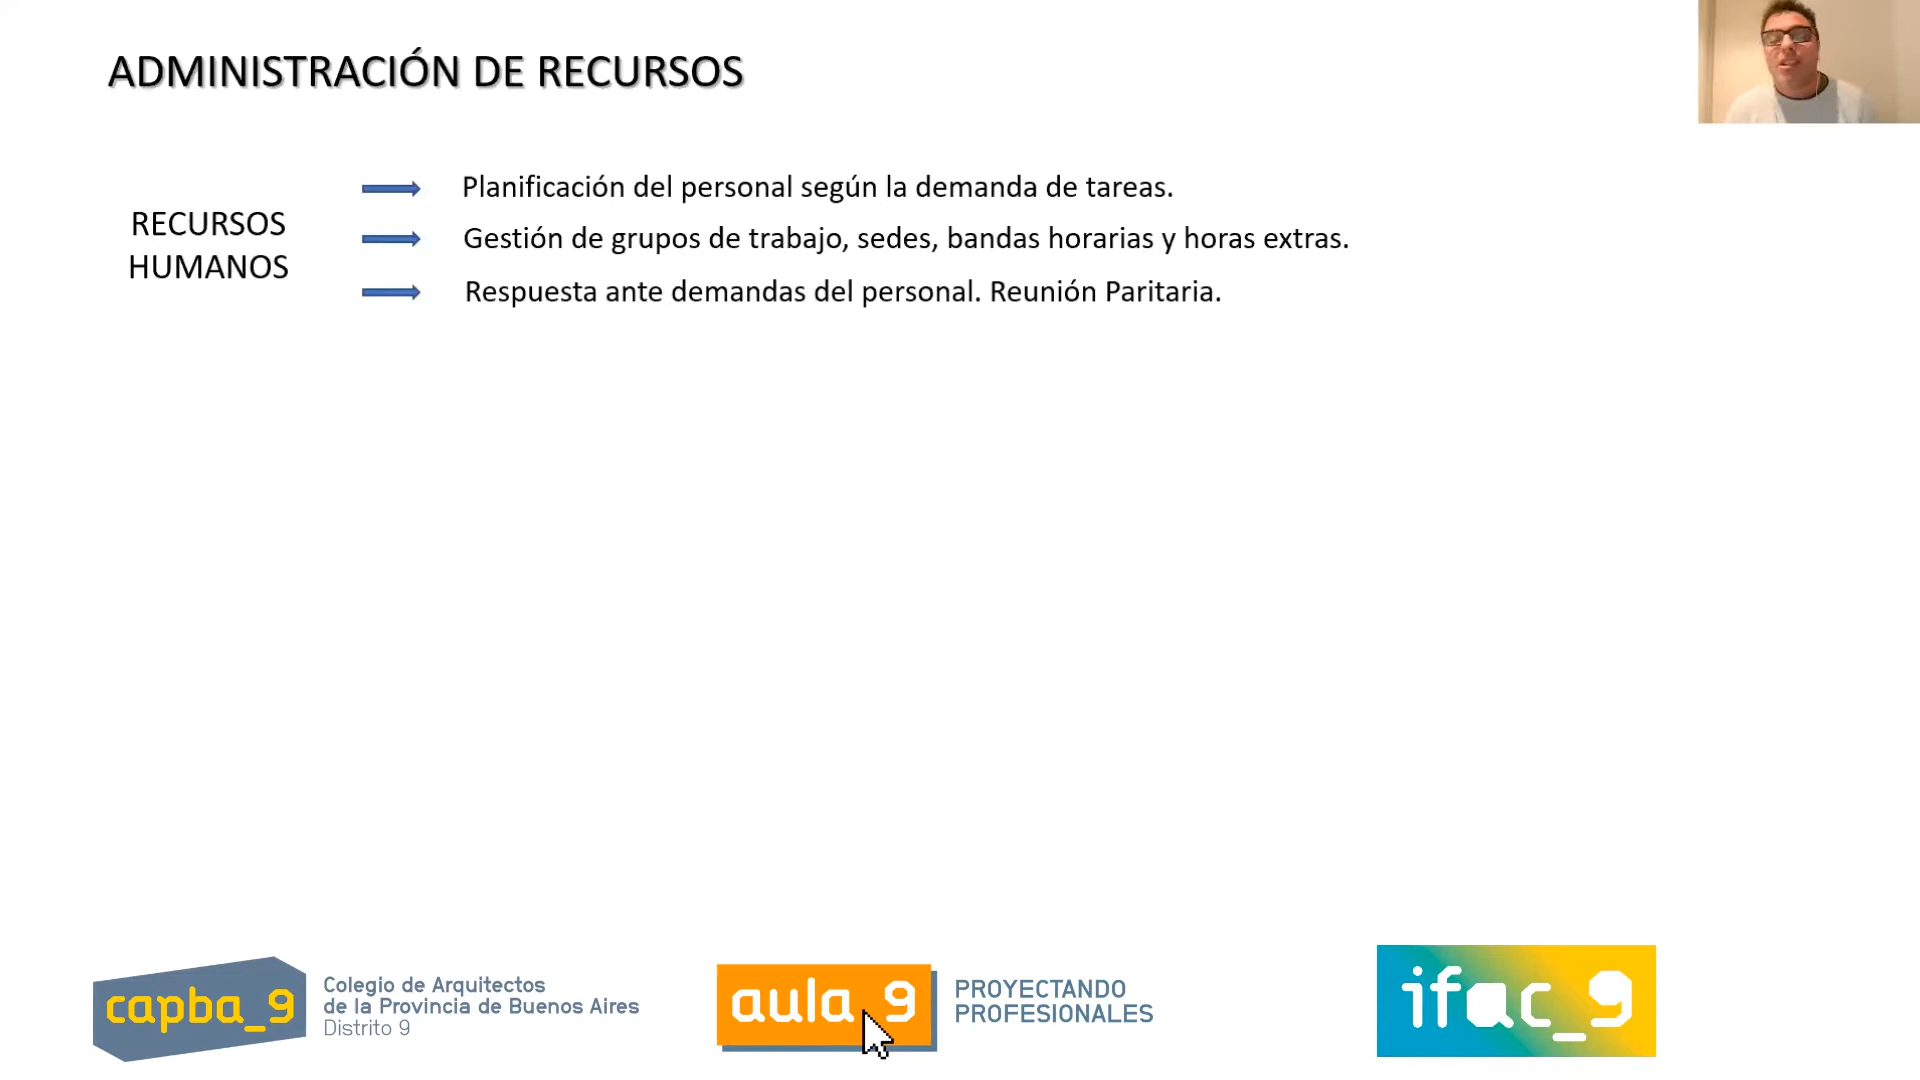 ADMINISTRACIÓN DE RECURSOS
RECURSOS
HUMANOS
Planificación del personal según la demanda de tareas.
Gestión de grupos de trabajo, sedes, bandas horarias y horas extras.
Respuesta ante demandas del personal. Reunión Paritaria.
capba_9
Colegio de Arquitectos
de la Provincia de Buenos Aires
Distrito 9
aula_9
PROYECTANDO
PROFESIONALES
ifac_9